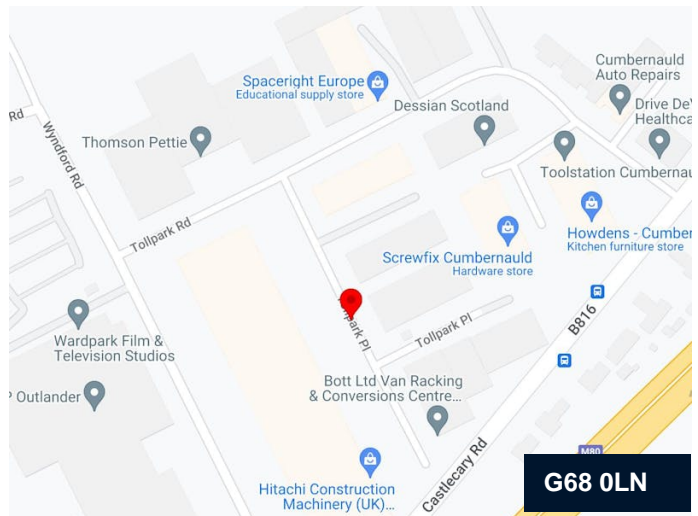 Cumbernauld
Auto Repairs
Spaceright Europe
Educational supply store
Dessian Scotland
Drive De
Healthca
Rd
Thomson Pettie
Wyndford Rd
Toolstation Cumbernau
Tollpark Rd
Howdens - Cumber
Kitchen furniture store
Screwfix Cumbernauld
Hardware store
Tollpark Pl
B816
Wardpark Film &
Television Studios
Tollpark Pl
Bott Ltd Van Racking
& Conversions Centre...
P Outlander
M80
Castlecary Rd
Hitachi Construction
Machinery (UK)...
G68 0LN